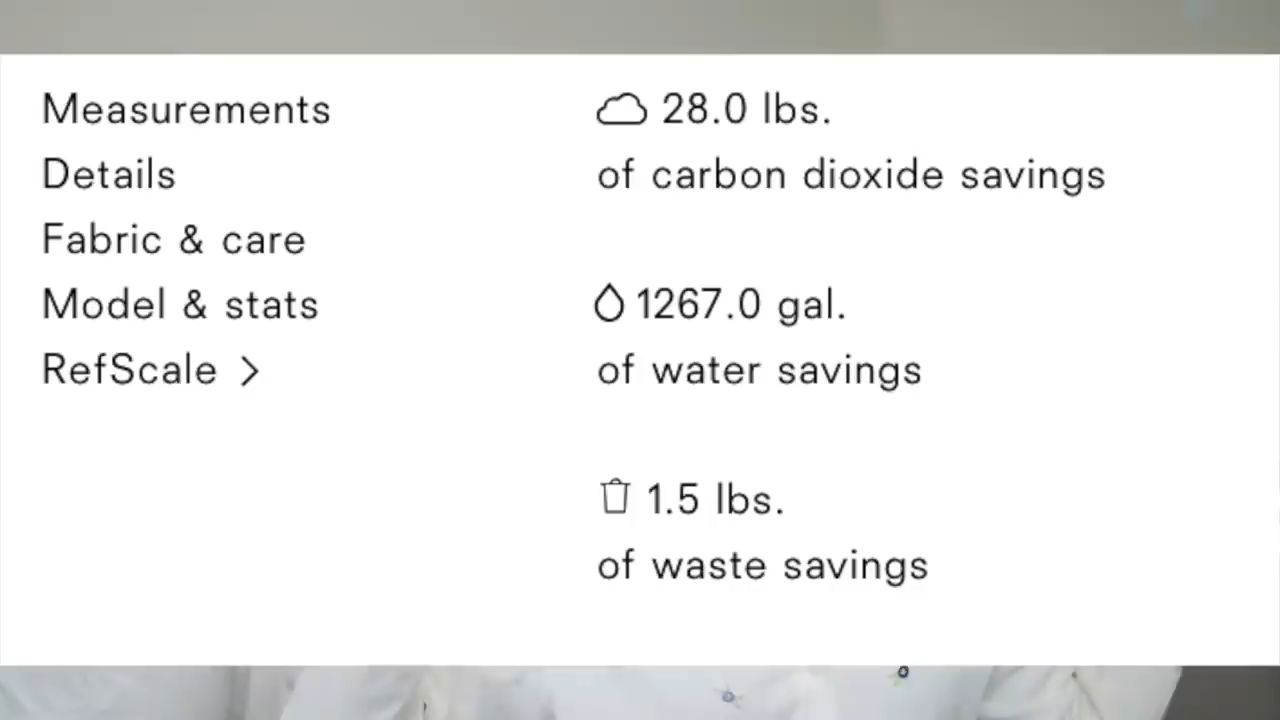 Measurements
Details
Fabric & care
Model & stats
RefScale >
28.0 lbs.
of carbon dioxide savings
1267.0 gal.
of water savings
1.5 lbs.
of waste savings